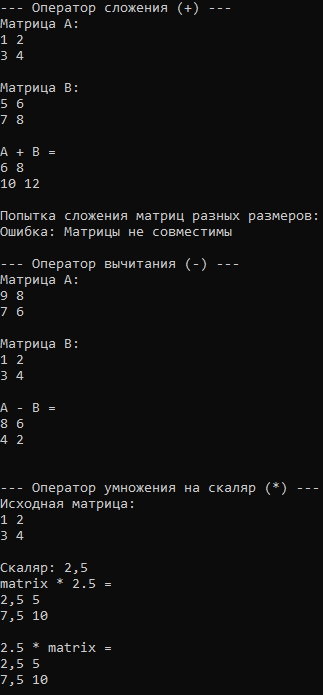 --- Оператор сложения (+) ---
Матрица A:
1 2
3 4
Матрица B:
5 6
7 8
A + B =
6 8
10 12
Попытка сложения матриц разных размеров:
Ошибка: Матрицы не совместимы
--- Оператор вычитания (-) ---
Матрица A:
9 8
7 6
Матрица B:
1 2
3 4
A - B =
8 6
4 2
--- Оператор умножения на скаляр (*) ---
Исходная матрица:
1 2
3 4
Скаляр: 2,5
matrix * 2.5 =
2,5 5
7,5 10
2.5 * matrix =
2,5 5
7,5 10